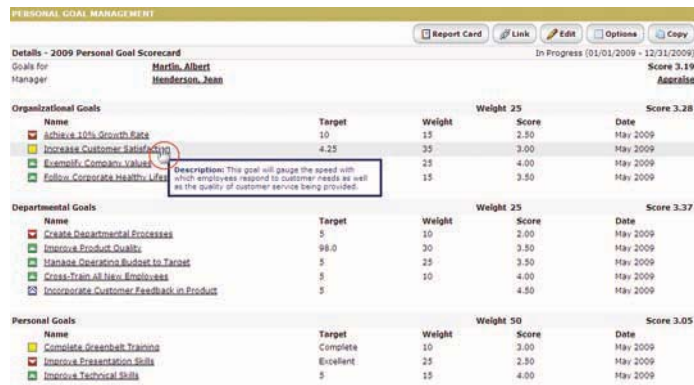 PERSONAL GOAL MANAGEMENT
Report Card Link Edit Options Copy
Details - 2009 Personal Goal Scorecard In Progress (01/01/2009 - 12/31/2009)
Goals for Martin, Albert Score 3.19
Manager Henderson, Jean Appraise
Organizational Goals Weight 25 Score 3.28
Name Target Weight Score Date
Achieve 10% Growth Rate 10 15 2.50 May 2009
Increase Customer Satisfaction 4.25 35 3.00 May 2009
Exemplify Company Values 25 4.00 May 2009
Follow Corporate Healthy Lifes 15 3.50 May 2009
Description: This goal will gauge the speed with
which employees respond to customer needs as well
as the quality of customer service being provided.
Departmental Goals Weight 25 Score 3.37
Name Target Weight Score Date
Create Departmental Processes 5 10 2.00 May 2009
Improve Product Quality 98.0 30 3.50 May 2009
Manage Operating Budget to Target 5 25 3.50 May 2009
Cross-Train All New Employees 5 10 4.00 May 2009
Incorporate Customer Feedback in Product 5 4.50 May 2009
Personal Goals Weight 50 Score 3.05
Name Target Weight Score Date
Complete Greenbelt Training Complete 10 3.00 May 2009
Improve Presentation Skills Excellent 25 2.50 May 2009
Improve Technical Skills 5 15 4.00 May 2009